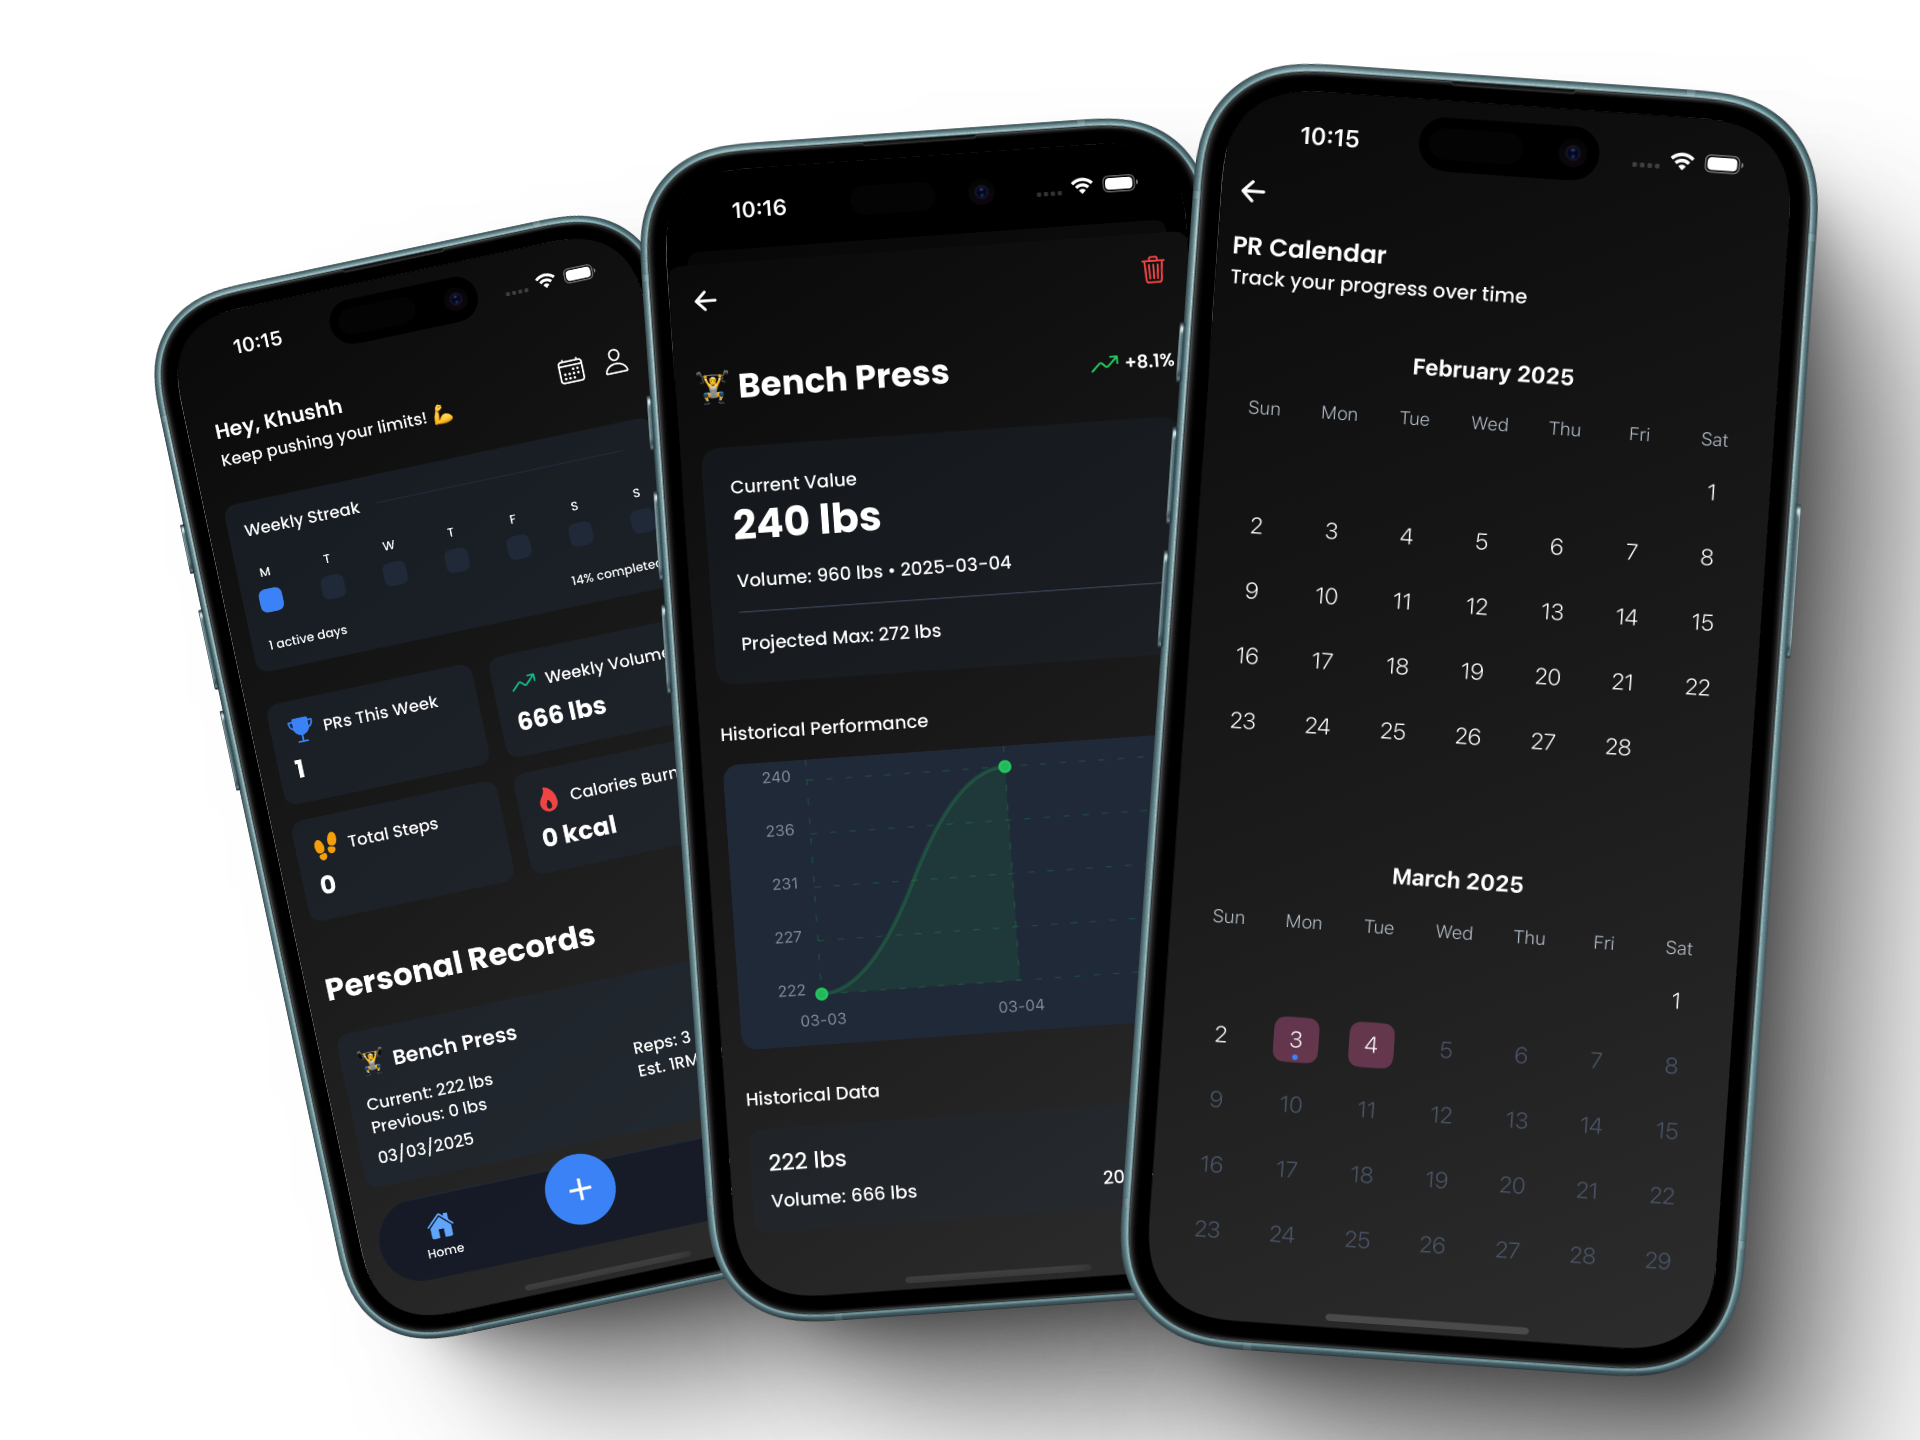 10:15
Hey, Khushh
Keep pushing your limits! 💪
Weekly Streak
M T W T F S S
1 active days
14% completed
PRs This Week
1
Weekly Volume
666 lbs
Total Steps
0
Calories Burn
0 kcal
Personal Records
Bench Press
Current: 222 lbs
Previous: 0 lbs
03/03/2025
Reps: 3
Est. 1RM
Home
10:16
Bench Press
+8.1%
Current Value
240 lbs
Volume: 960 lbs • 2025-03-04
Projected Max: 272 lbs
Historical Performance
240
236
231
227
222
03-03 03-04
Historical Data
222 lbs
Volume: 666 lbs
20
10:15
PR Calendar
Track your progress over time
February 2025
Sun Mon Tue Wed Thu Fri Sat
1
2 3 4 5 6 7 8
9 10 11 12 13 14 15
16 17 18 19 20 21 22
23 24 25 26 27 28
March 2025
Sun Mon Tue Wed Thu Fri Sat
1
2 3 4 5 6 7 8
9 10 11 12 13 14 15
16 17 18 19 20 21 22
23 24 25 26 27 28 29